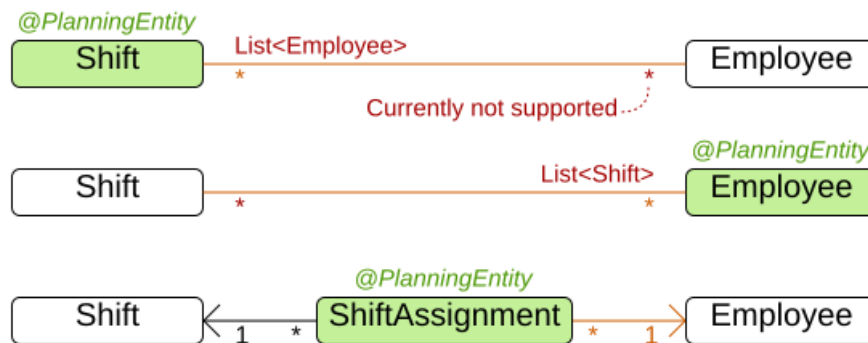 @PlanningEntity
Shift
List<Employee>
Employee
*
*
Currently not supported
@PlanningEntity
Shift
List<Shift>
Employee
*
*
@PlanningEntity
Shift
ShiftAssignment
Employee
1
*
*
1